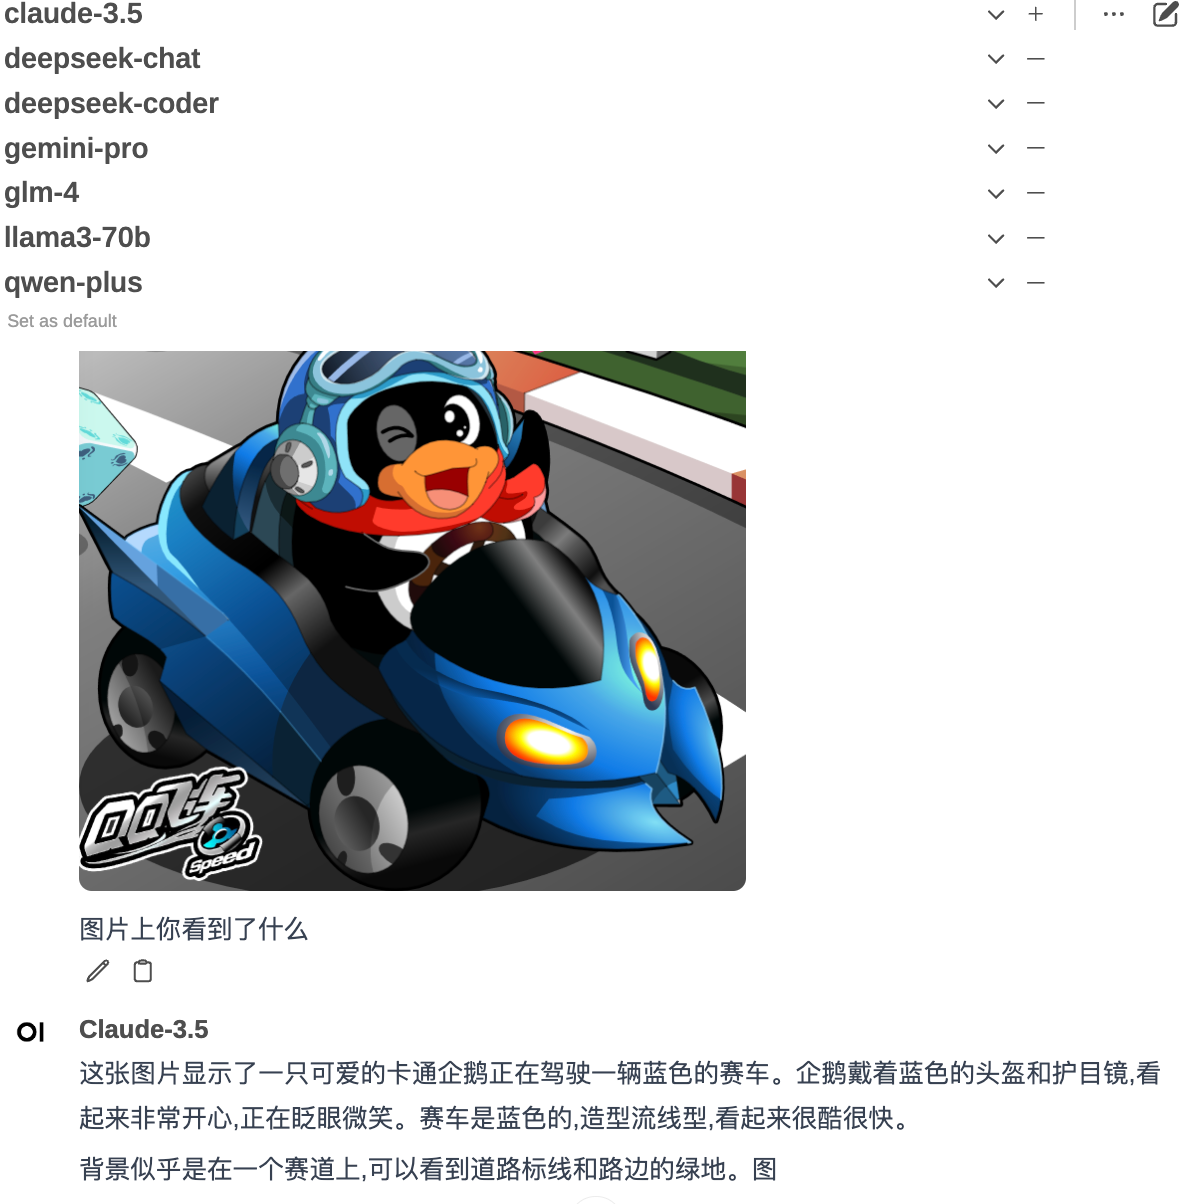 claude-3.5
deepseek-chat
deepseek-coder
gemini-pro
glm-4
llama3-70b
qwen-plus
Set as default
QQ飞车
Speed
图片上你看到了什么
OI
Claude-3.5
这张图片显示了一只可爱的卡通企鹅正在驾驶一辆蓝色的赛车。企鹅戴着蓝色的头盔和护目镜,看
起来非常开心,正在眨眼微笑。赛车是蓝色的,造型流线型,看起来很酷很快。
背景似乎是在一个赛道上,可以看到道路标线和路边的绿地。图